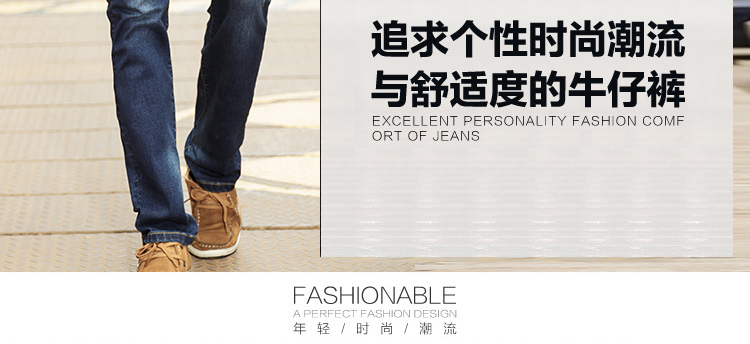 追求个性时尚潮流
与舒适度的牛仔裤
EXCELLENT PERSONALITY FASHION COMF
ORT OF JEANS
FASHIONABLE
A PERFECT FASHION DESIGN
年轻/时尚/潮流